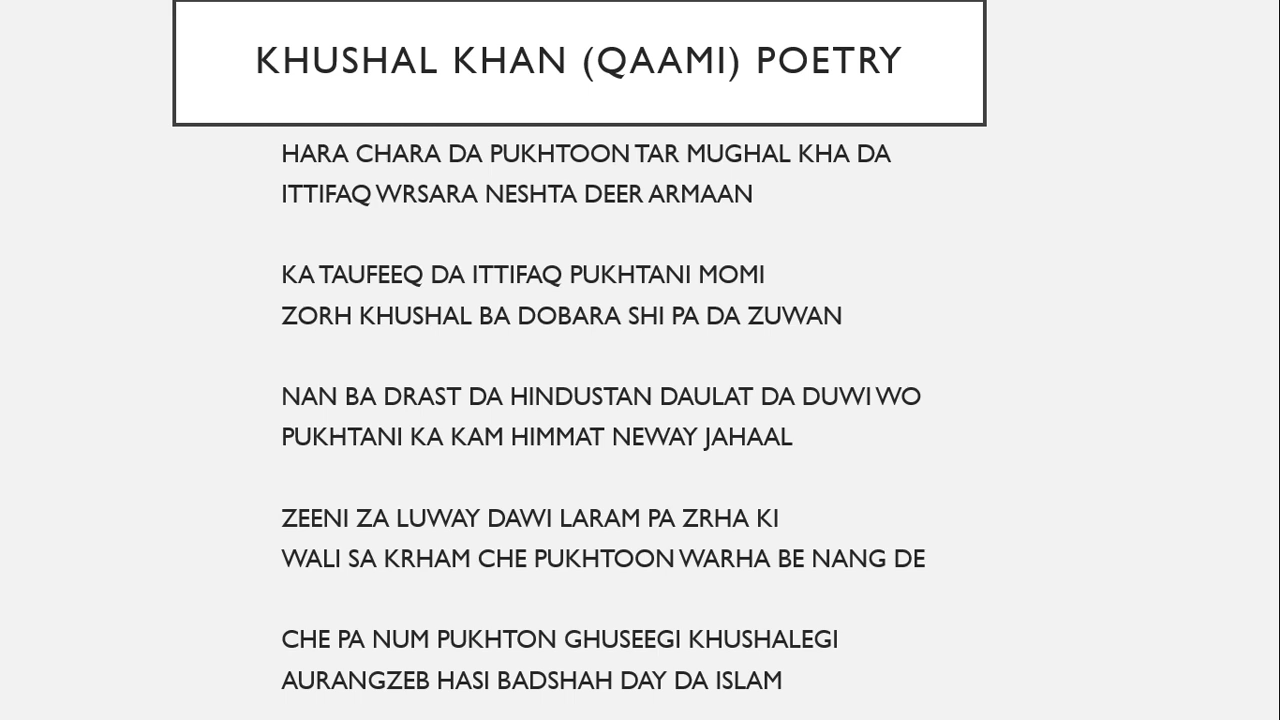 KHUSHAL KHAN (QAAMI) POETRY
HARA CHARA DA PUKHTOON TAR MUGHAL KHA DA
ITTIFAQ WRSARA NESHTA DEER ARMAAN
KA TAUFEEQ DA ITTIFAQ PUKHTANI MOMI
ZORH KHUSHAL BA DOBARA SHI PA DA ZUWAN
NAN BA DRAST DA HINDUSTAN DAULAT DA DUWI WO
PUKHTANI KA KAM HIMMAT NEWAY JAHAAL
ZEENI ZA LUWAY DAWI LARAM PA ZRHA KI
WALI SA KRHAM CHE PUKHTOON WARHA BE NANG DE
CHE PA NUM PUKHTON GHUSEEGI KHUSHALEGI
AURANGZEB HASI BADSHAH DAY DA ISLAM